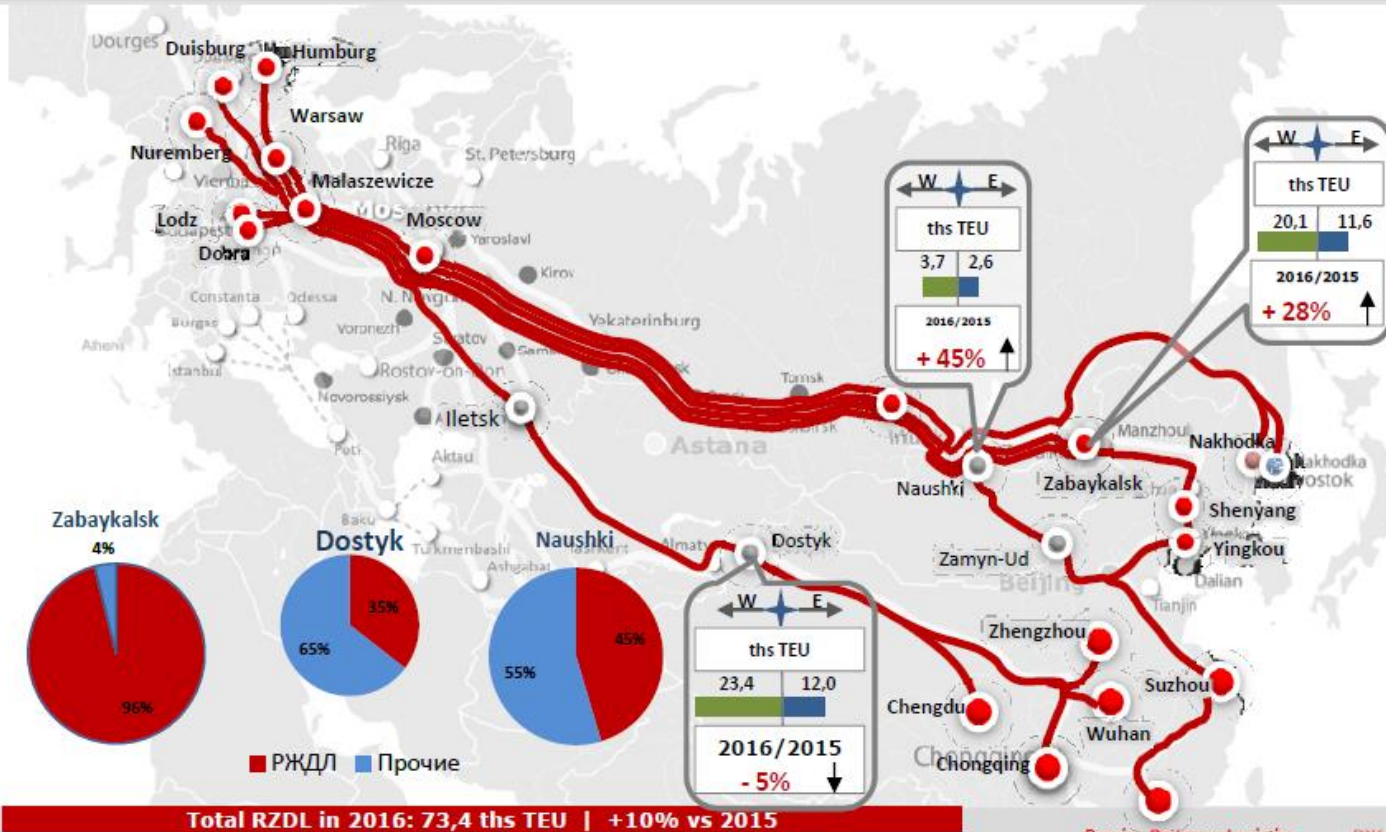 Dourges
Duisburg
Humburg
Warsaw
Nuremberg
Riga
St. Petersburg
Vienna
Malaszewicze
Lodz
Budapest
Dobra
Moscow
Yaroslavl
Kirov
Constanta
Odessa
N. Novgorod
Burgas
Voronezh
Yekaterinburg
Saratov
Istanbul
Rostov-on-Don
Novorossiysk
Iletsk
Tomsk
Astana
Poti
Aktau
Baku
Turkmenbashi
Ashgabat
Tashkent
Almaty
Dostyk
Naushki
Zabaykalsk
Manzhou
Nakhodka
Nakhodka
Vostok
Shenyang
Yingkou
Dalian
Zamyn-Ud
Beijing
Tianjin
Zhengzhou
Suzhou
Chengdu
Wuhan
Chongqing
Chongqing
W E
ths TEU
3,7 2,6
2016/2015
+ 45%
W E
ths TEU
20,1 11,6
2016/2015
+ 28%
W E
ths TEU
23,4 12,0
2016/2015
- 5%
Zabaykalsk
4%
96%
Dostyk
35%
65%
Naushki
45%
55%
РЖДЛ Прочие
Total RZDL in 2016: 73,4 ths TEU | +10% vs 2015